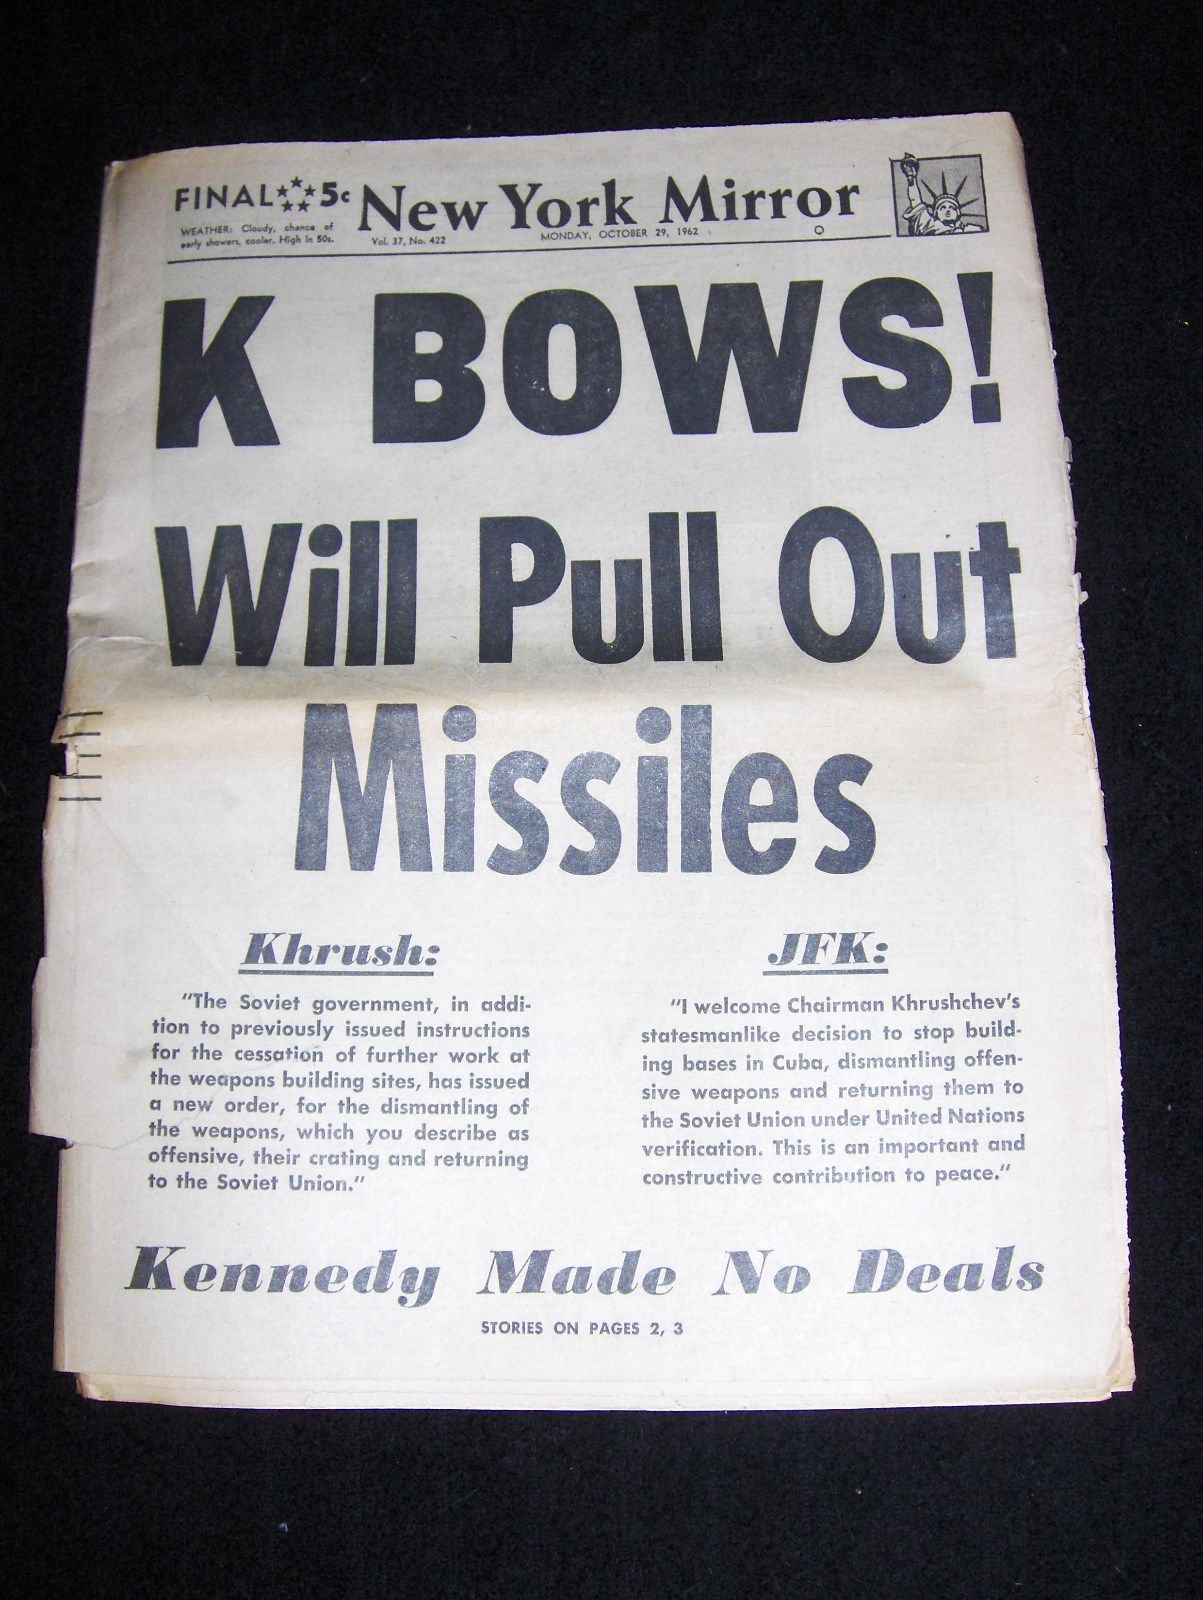 FINAL 5c New York Mirror
WEATHER: Cloudy, chance of
early showers, cooler. High in 50s.
Vol. 37, No. 422
MONDAY, OCTOBER 29, 1962
K BOWS!
Will Pull Out
Missiles
Khrush:
"The Soviet government, in addi-
tion to previously issued instructions
for the cessation of further work at
the weapons building sites, has issued
a new order, for the dismantling of
the weapons, which you describe as
offensive, their crating and returning
to the Soviet Union."
JFK:
"I welcome Chairman Khrushchev's
statesmanlike decision to stop build-
ing bases in Cuba, dismantling offen-
sive weapons and returning them to
the Soviet Union under United Nations
verification. This is an important and
constructive contribution to peace."
Kennedy Made No Deals
STORIES ON PAGES 2, 3